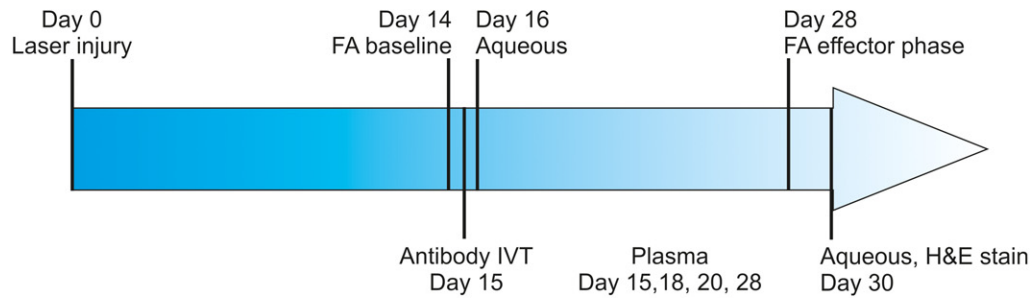 Day 0
Laser injury
Day 14
FA baseline
Day 16
Aqueous
Day 28
FA effector phase
Antibody IVT
Day 15
Plasma
Day 15,18, 20, 28
Aqueous, H&E stain
Day 30